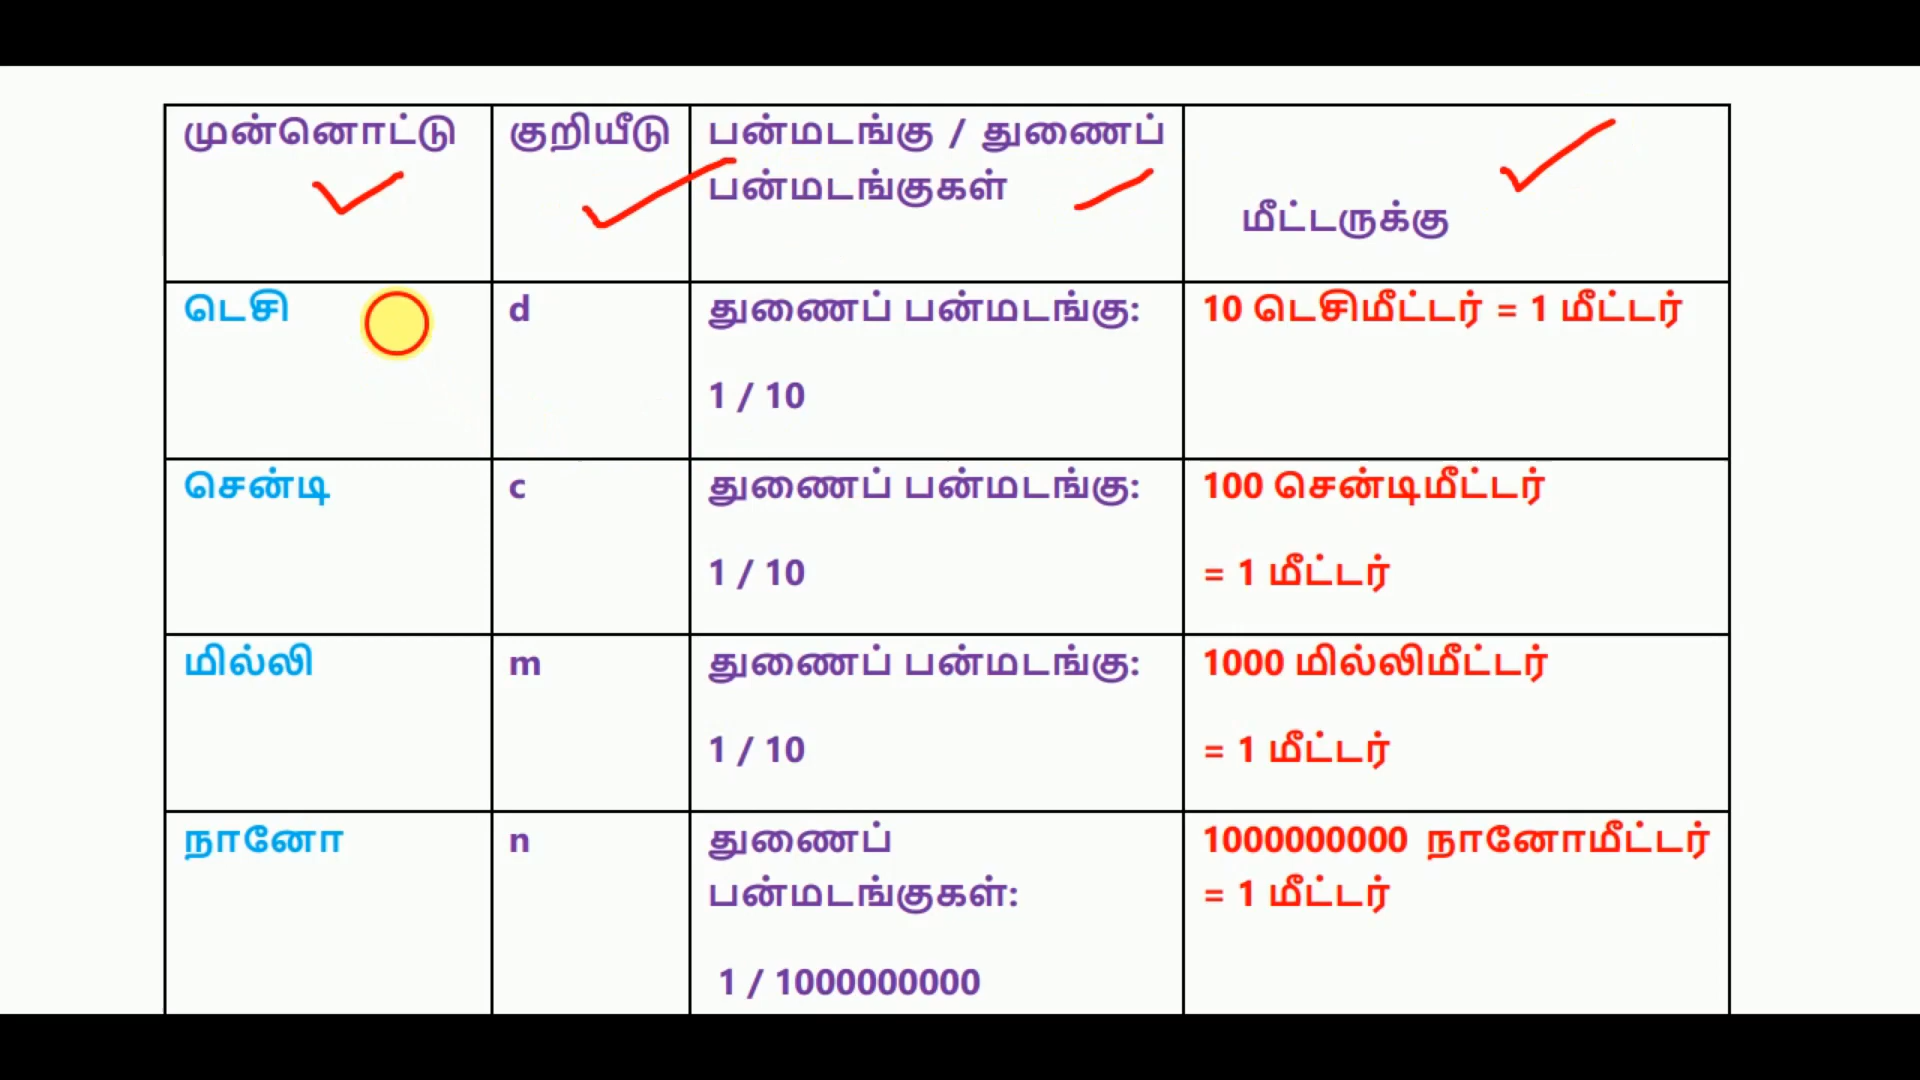 முன்னொட்டு
குறியீடு
பன்மடங்கு / துணைப்
பன்மடங்குகள்
மீட்டருக்கு
டெசி
d
துணைப் பன்மடங்கு:
1 / 10
10 டெசிமீட்டர் = 1 மீட்டர்
சென்டி
c
துணைப் பன்மடங்கு:
1 / 10
100 சென்டிமீட்டர்
= 1 மீட்டர்
மில்லி
m
துணைப் பன்மடங்கு:
1 / 10
1000 மில்லிமீட்டர்
= 1 மீட்டர்
நானோ
n
துணைப்
பன்மடங்குகள்:
1 / 1000000000
1000000000 நானோமீட்டர்
= 1 மீட்டர்